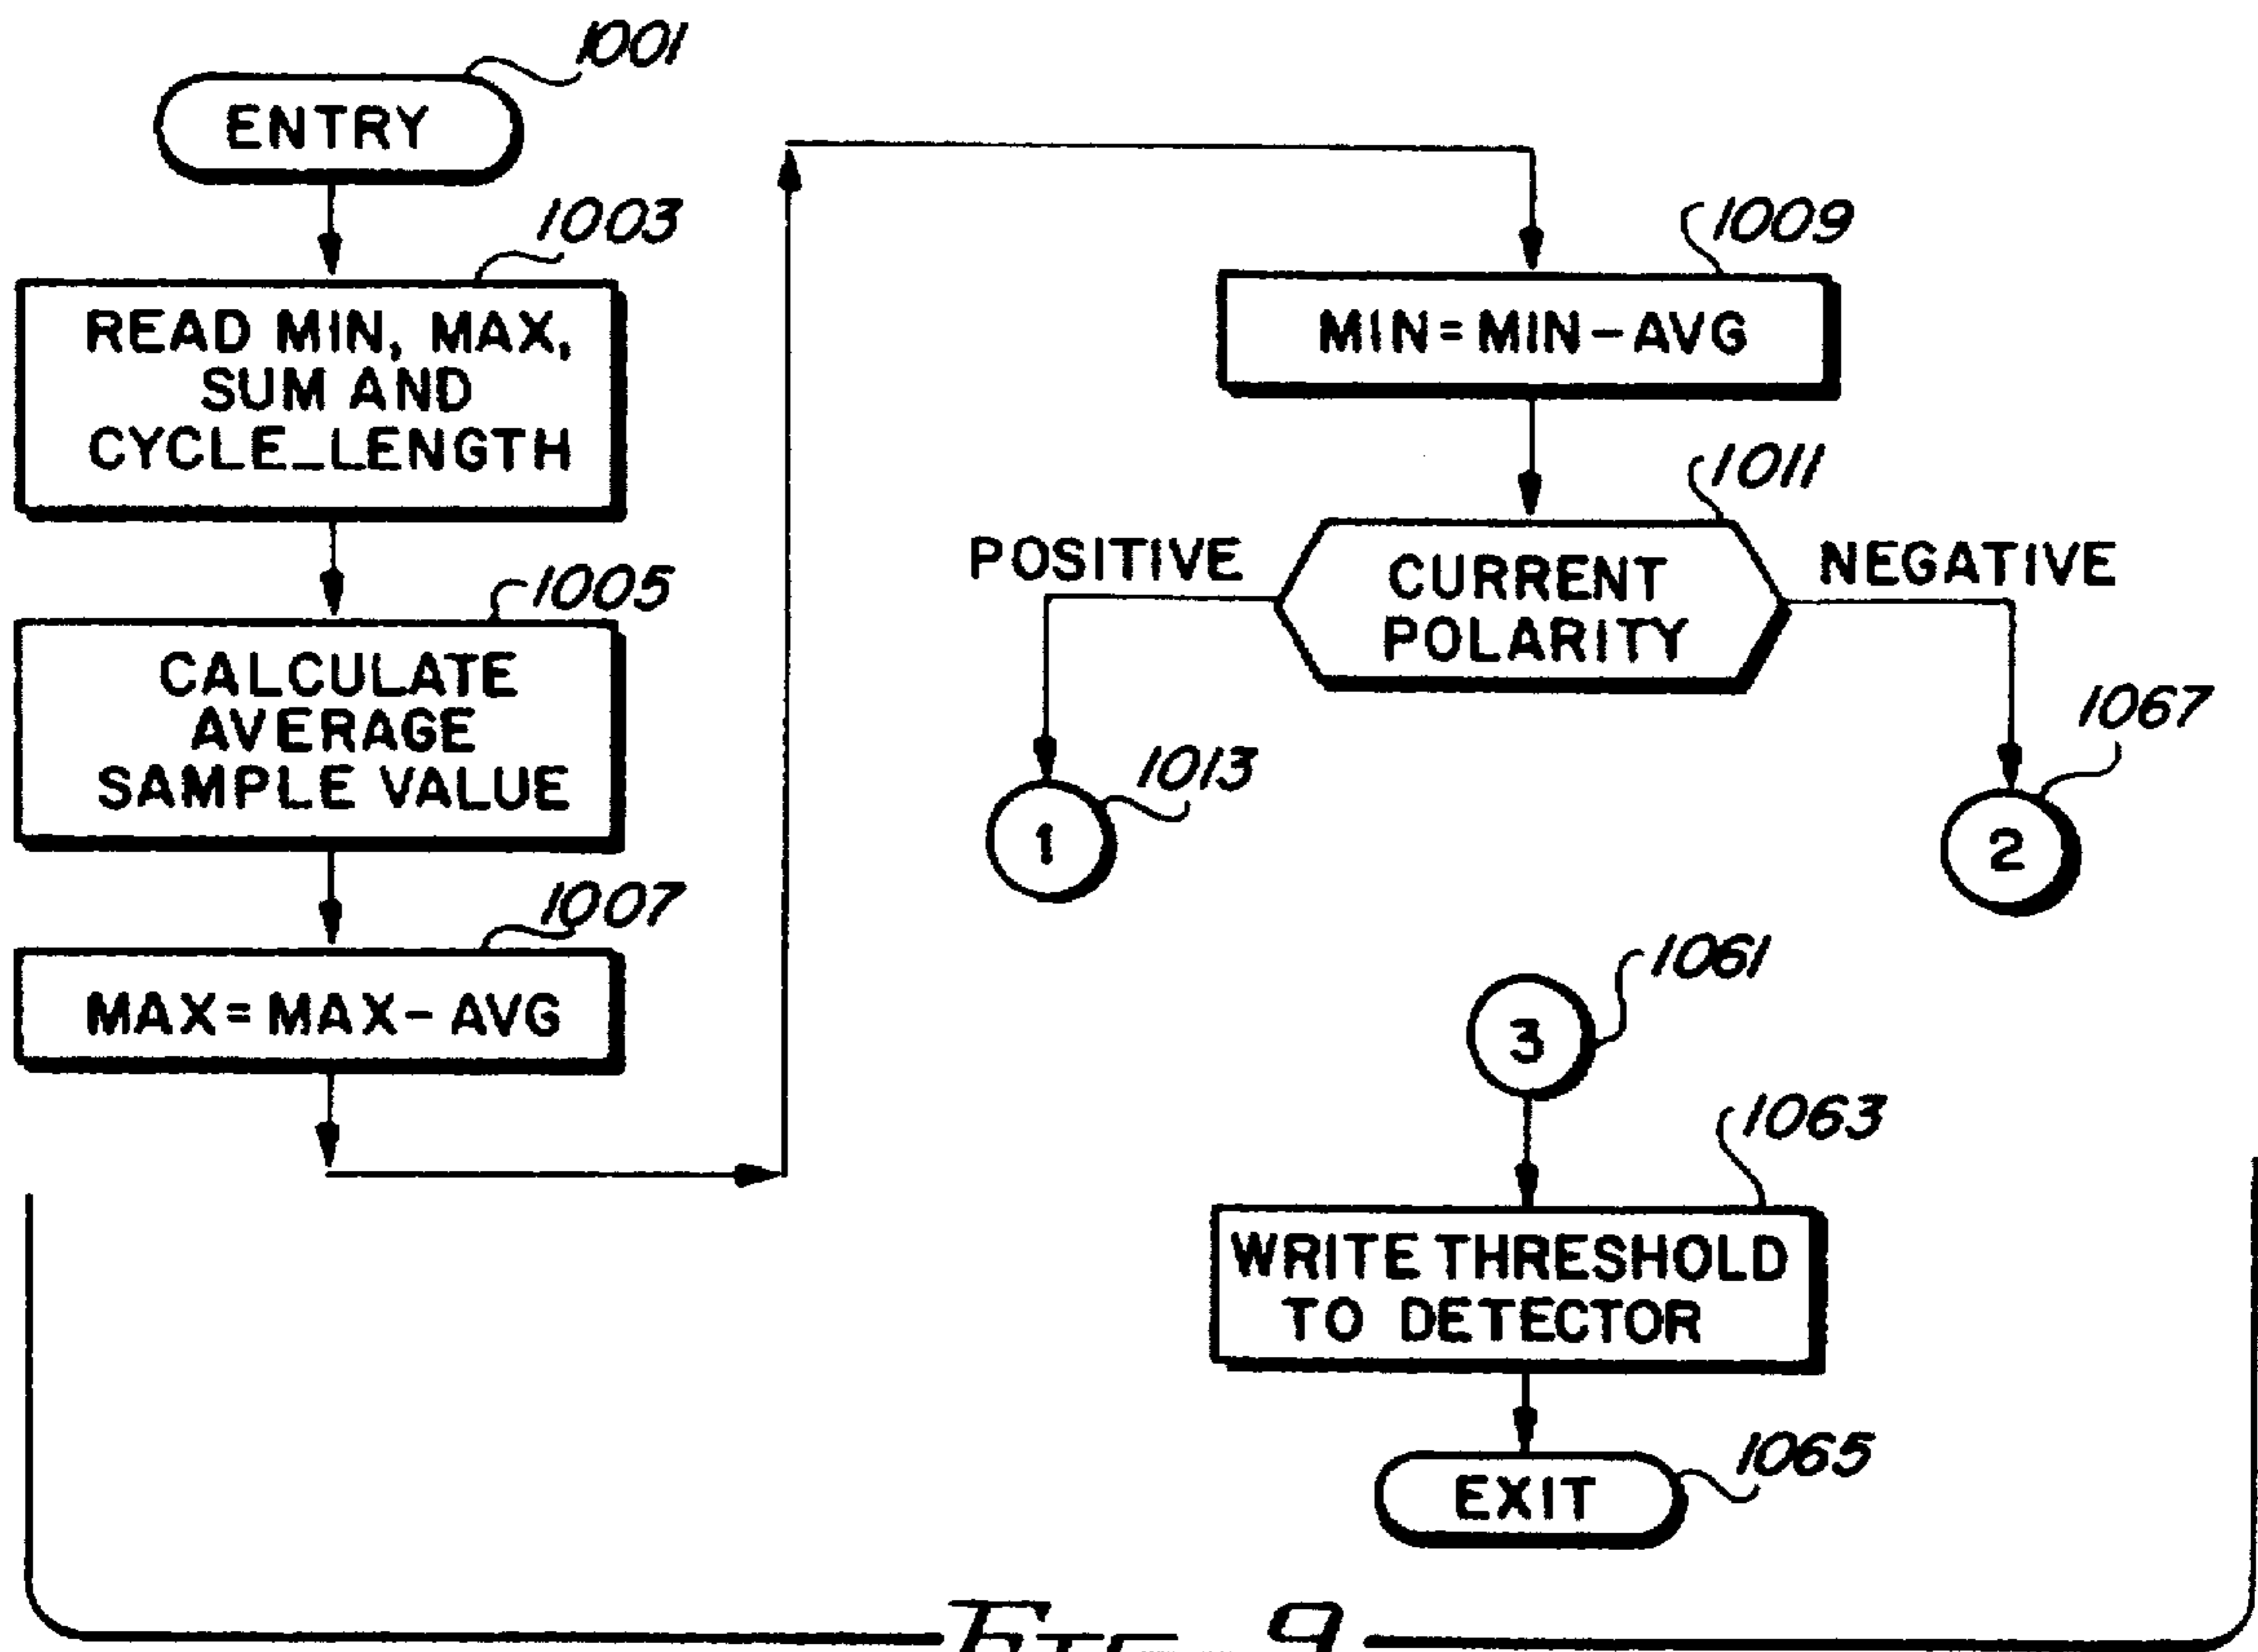 1001
ENTRY
1003
READ MIN, MAX,
SUM AND
CYCLE_LENGTH
1005
CALCULATE
AVERAGE
SAMPLE VALUE
1007
MAX=MAX-AVG
1009
MIN=MIN-AVG
1011
POSITIVE
CURRENT
POLARITY
NEGATIVE
1013
1
1067
2
1061
3
1063
WRITE THRESHOLD
TO DETECTOR
1065
EXIT
FIG. 9